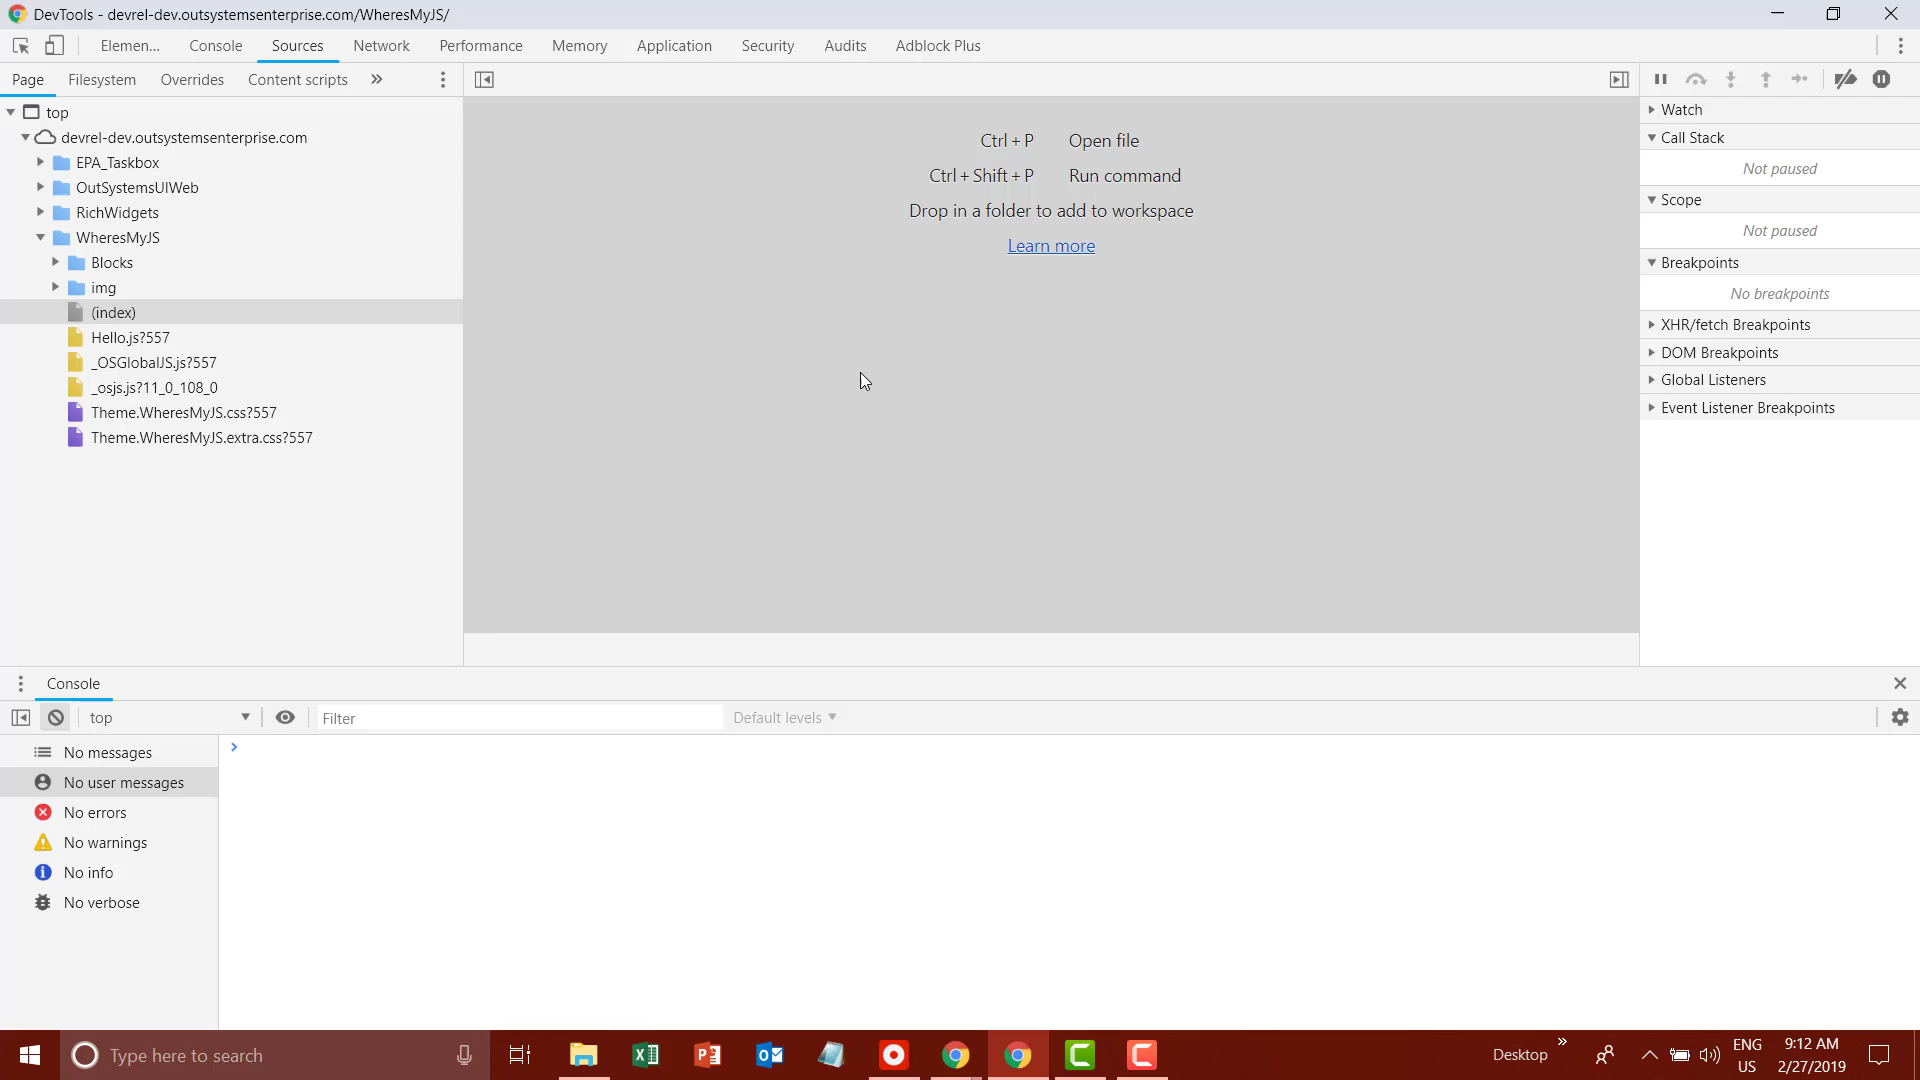 DevTools - devrel-dev.outsystemsenterprise.com/WheresMyJS/
Elemen... Console Sources Network Performance Memory Application Security Audits Adblock Plus
Page Filesystem Overrides Content scripts »
top
devrel-dev.outsystemsenterprise.com
EPA_Taskbox
OutSystemsUIWeb
RichWidgets
WheresMyJS
Blocks
img
(index)
Hello.js?557
_OSGlobalJS.js?557
_osjs.js?11_0_108_0
Theme.WheresMyJS.css?557
Theme.WheresMyJS.extra.css?557
Ctrl + P Open file
Ctrl + Shift + P Run command
Drop in a folder to add to workspace
Learn more
Watch
Call Stack
Not paused
Scope
Not paused
Breakpoints
No breakpoints
XHR/fetch Breakpoints
DOM Breakpoints
Global Listeners
Event Listener Breakpoints
Console
top Filter Default levels
No messages
No user messages
No errors
No warnings
No info
No verbose
Type here to search
Desktop »
ENG
US
9:12 AM
2/27/2019